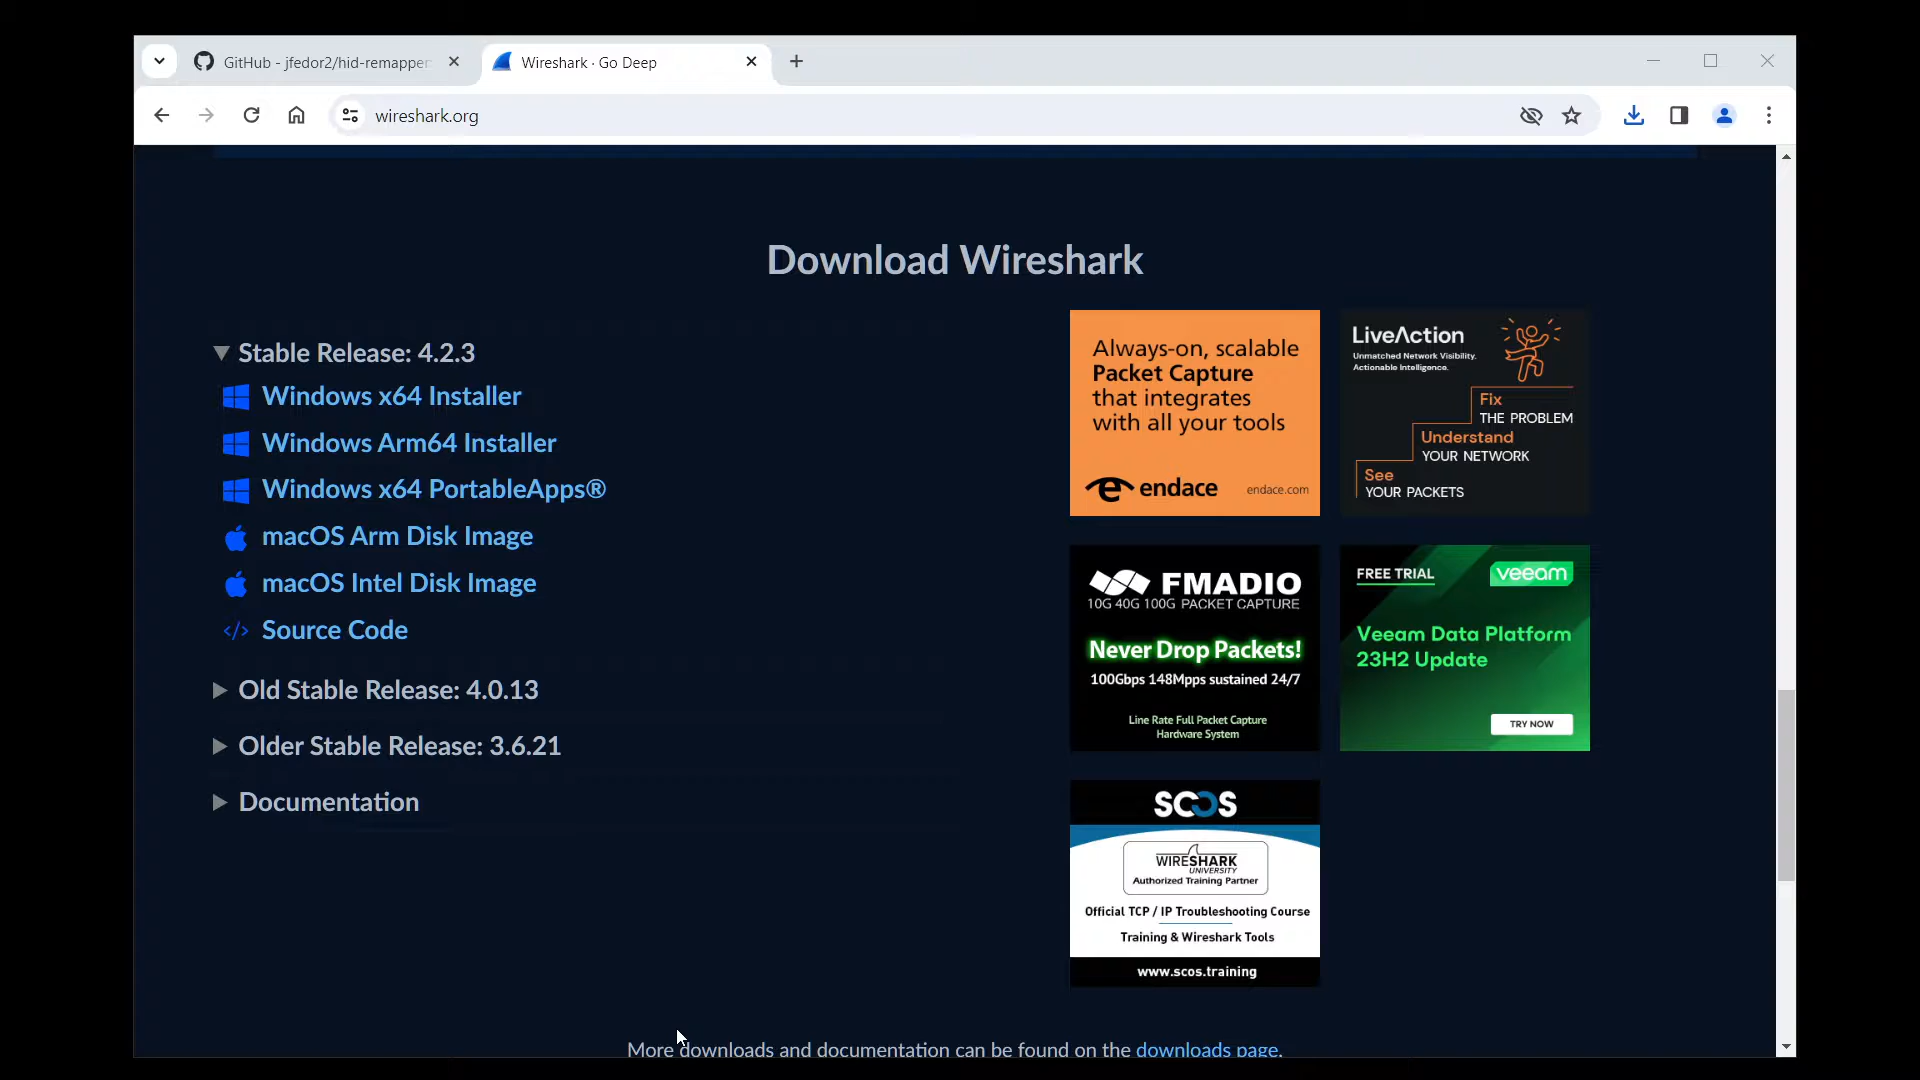 GitHub - jfedor2/hid-remapper
Wireshark · Go Deep
wireshark.org
Download Wireshark
Stable Release: 4.2.3
Windows x64 Installer
Windows Arm64 Installer
Windows x64 PortableApps®
macOS Arm Disk Image
macOS Intel Disk Image
</> Source Code
Old Stable Release: 4.0.13
Older Stable Release: 3.6.21
Documentation
Always-on, scalable
Packet Capture
that integrates
with all your tools
endace endace.com
LiveAction
Unmatched Network Visibility.
Actionable Intelligence.
Fix
THE PROBLEM
Understand
YOUR NETWORK
See
YOUR PACKETS
FMADIO
10G 40G 100G PACKET CAPTURE
Never Drop Packets!
100Gbps 148Mpps sustained 24/7
Line Rate Full Packet Capture
Hardware System
FREE TRIAL veeam
Veeam Data Platform
23H2 Update
TRY NOW
SCOS
WIRESHARK
UNIVERSITY
Authorized Training Partner
Official TCP / IP Troubleshooting Course
Training & Wireshark Tools
www.scos.training
More downloads and documentation can be found on the downloads page.